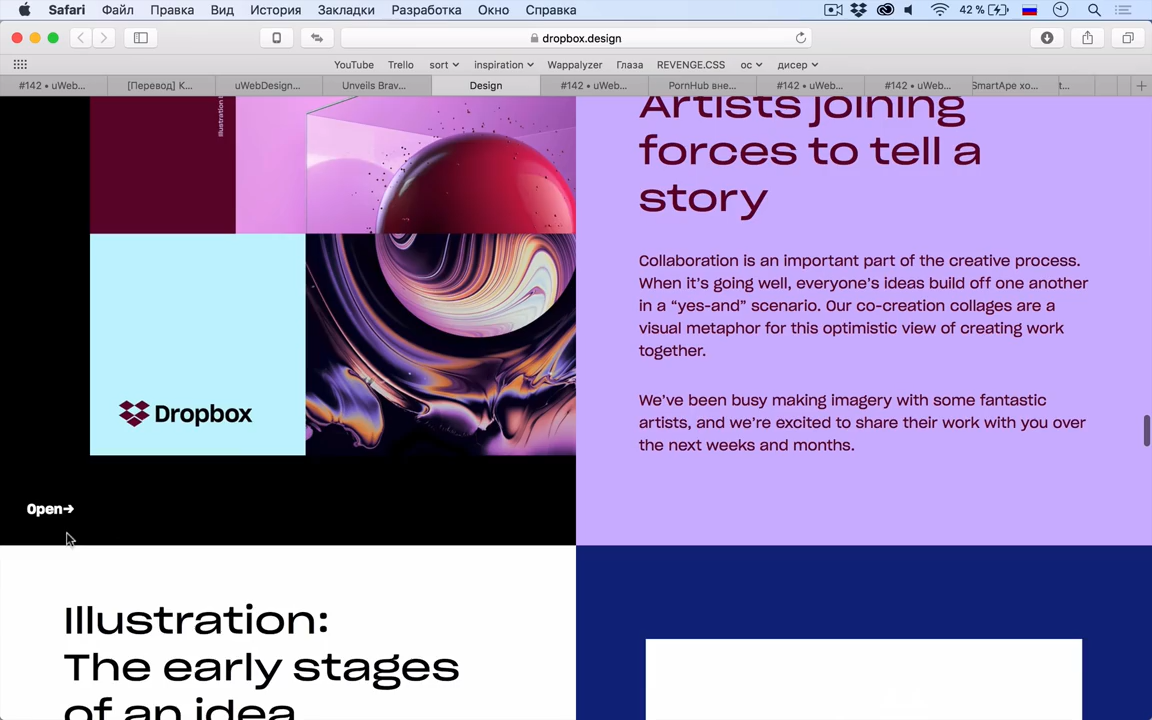 Safari Файл Правка Вид История Закладки Разработка Окно Справка 42 %
dropbox.design
YouTube Trello sort inspiration Wappalyzer Глаза REVENGE.CSS ос дисер
#142 • uWeb... [Перевод] К... uWebDesign... Unveils Brav... Design #142 • uWeb... PornHub вне... #142 • uWeb... #142 • uWeb... SmartApe хо... t...
Illustration
Artists joining
forces to tell a
story
Collaboration is an important part of the creative process.
When it’s going well, everyone’s ideas build off one another
in a “yes-and” scenario. Our co-creation collages are a
visual metaphor for this optimistic view of creating work
together.
We’ve been busy making imagery with some fantastic
artists, and we’re excited to share their work with you over
the next weeks and months.
Dropbox
Open→
Illustration:
The early stages
of an idea